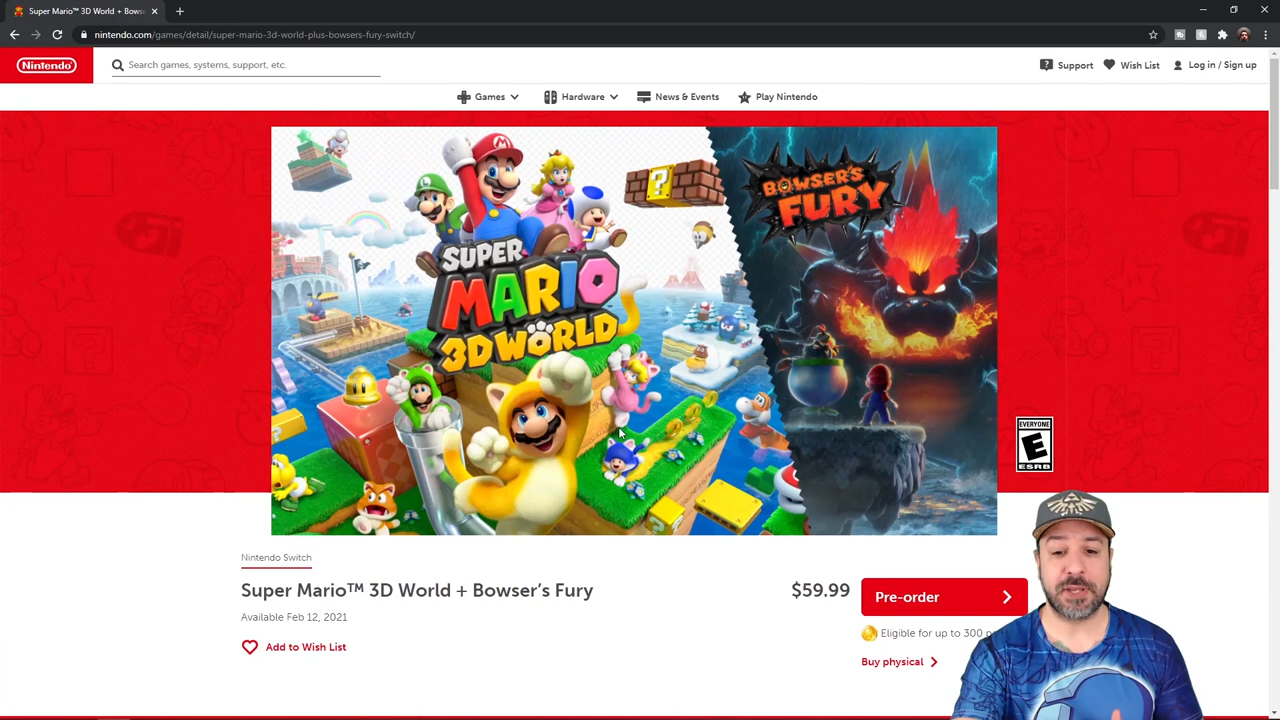 Super Mario™ 3D World + Bows
nintendo.com/games/detail/super-mario-3d-world-plus-bowsers-fury-switch/
Nintendo
Search games, systems, support, etc.
Support
Wish List
Log in / Sign up
Games
Hardware
News & Events
Play Nintendo
SUPER
MARIO
3D WORLD
BOWSER'S
FURY
EVERYONE
E
ESRB
Nintendo Switch
Super Mario™ 3D World + Bowser's Fury
$59.99
Pre-order
Available Feb 12, 2021
Eligible for up to 300
Add to Wish List
Buy physical